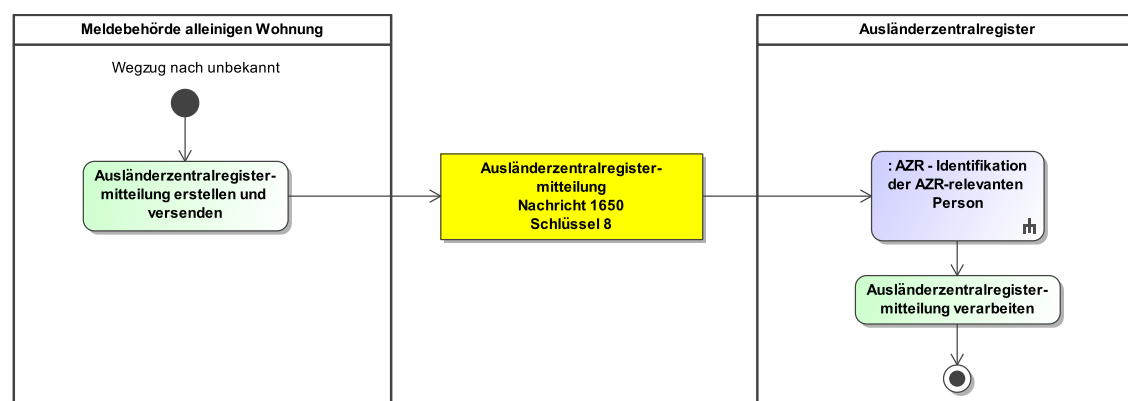 Meldebehörde alleinigen Wohnung
Wegzug nach unbekannt
Ausländerzentralregister-
mitteilung erstellen und
versenden
Ausländerzentralregister-
mitteilung
Nachricht 1650
Schlüssel 8
Ausländerzentralregister
: AZR - Identifikation
der AZR-relevanten
Person
Ausländerzentralregister-
mitteilung verarbeiten